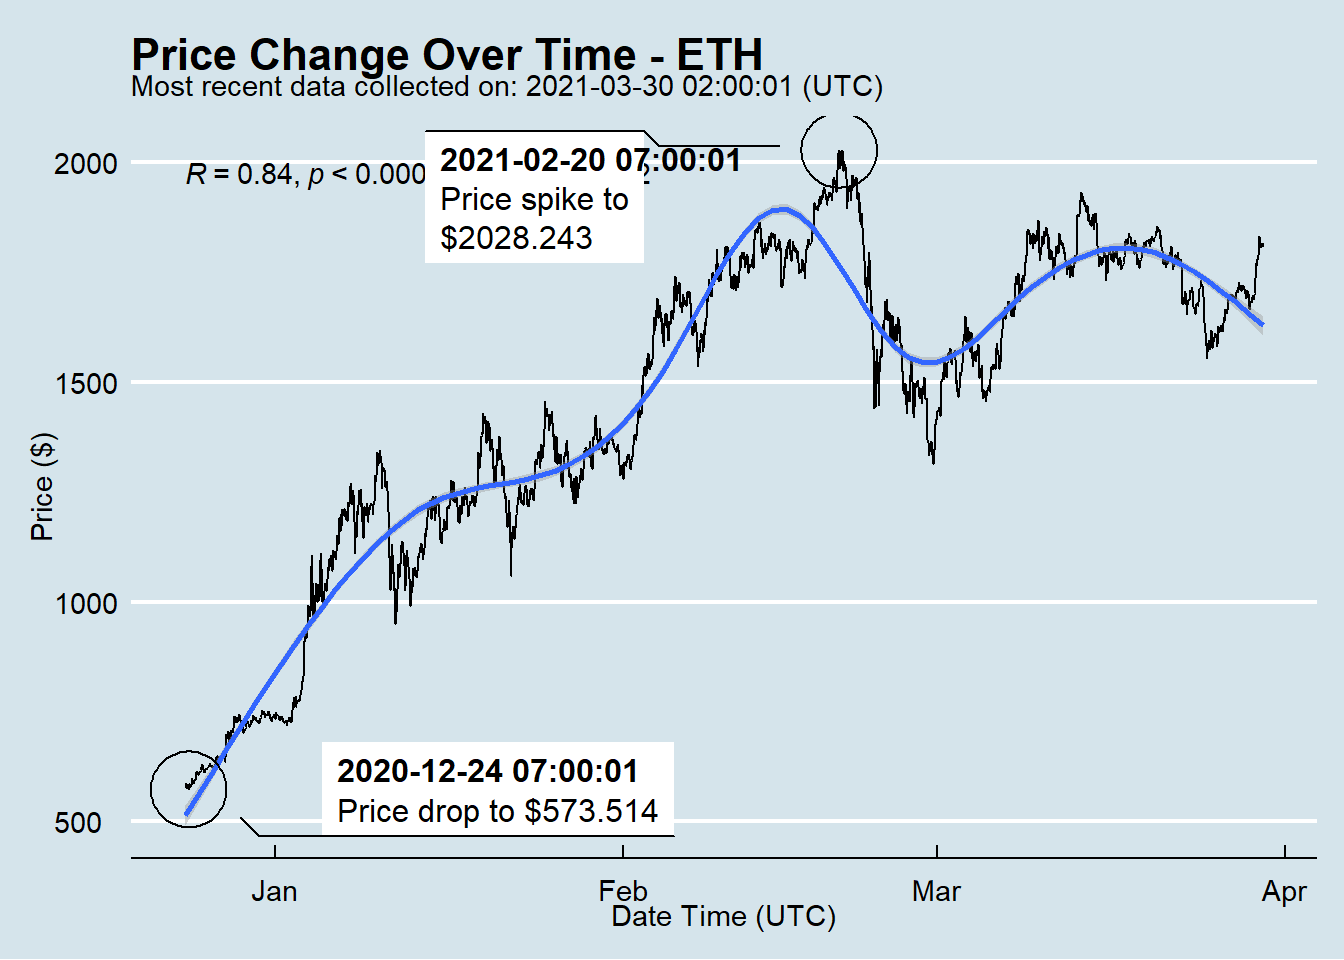 Price Change Over Time - ETH
Most recent data collected on: 2021-03-30 02:00:01 (UTC)
R = 0.84, p < 0.000
2021-02-20 07:00:01
Price spike to
$2028.243
2000
1500
1000
500
Price ($)
2020-12-24 07:00:01
Price drop to $573.514
Jan
Feb
Mar
Apr
Date Time (UTC)